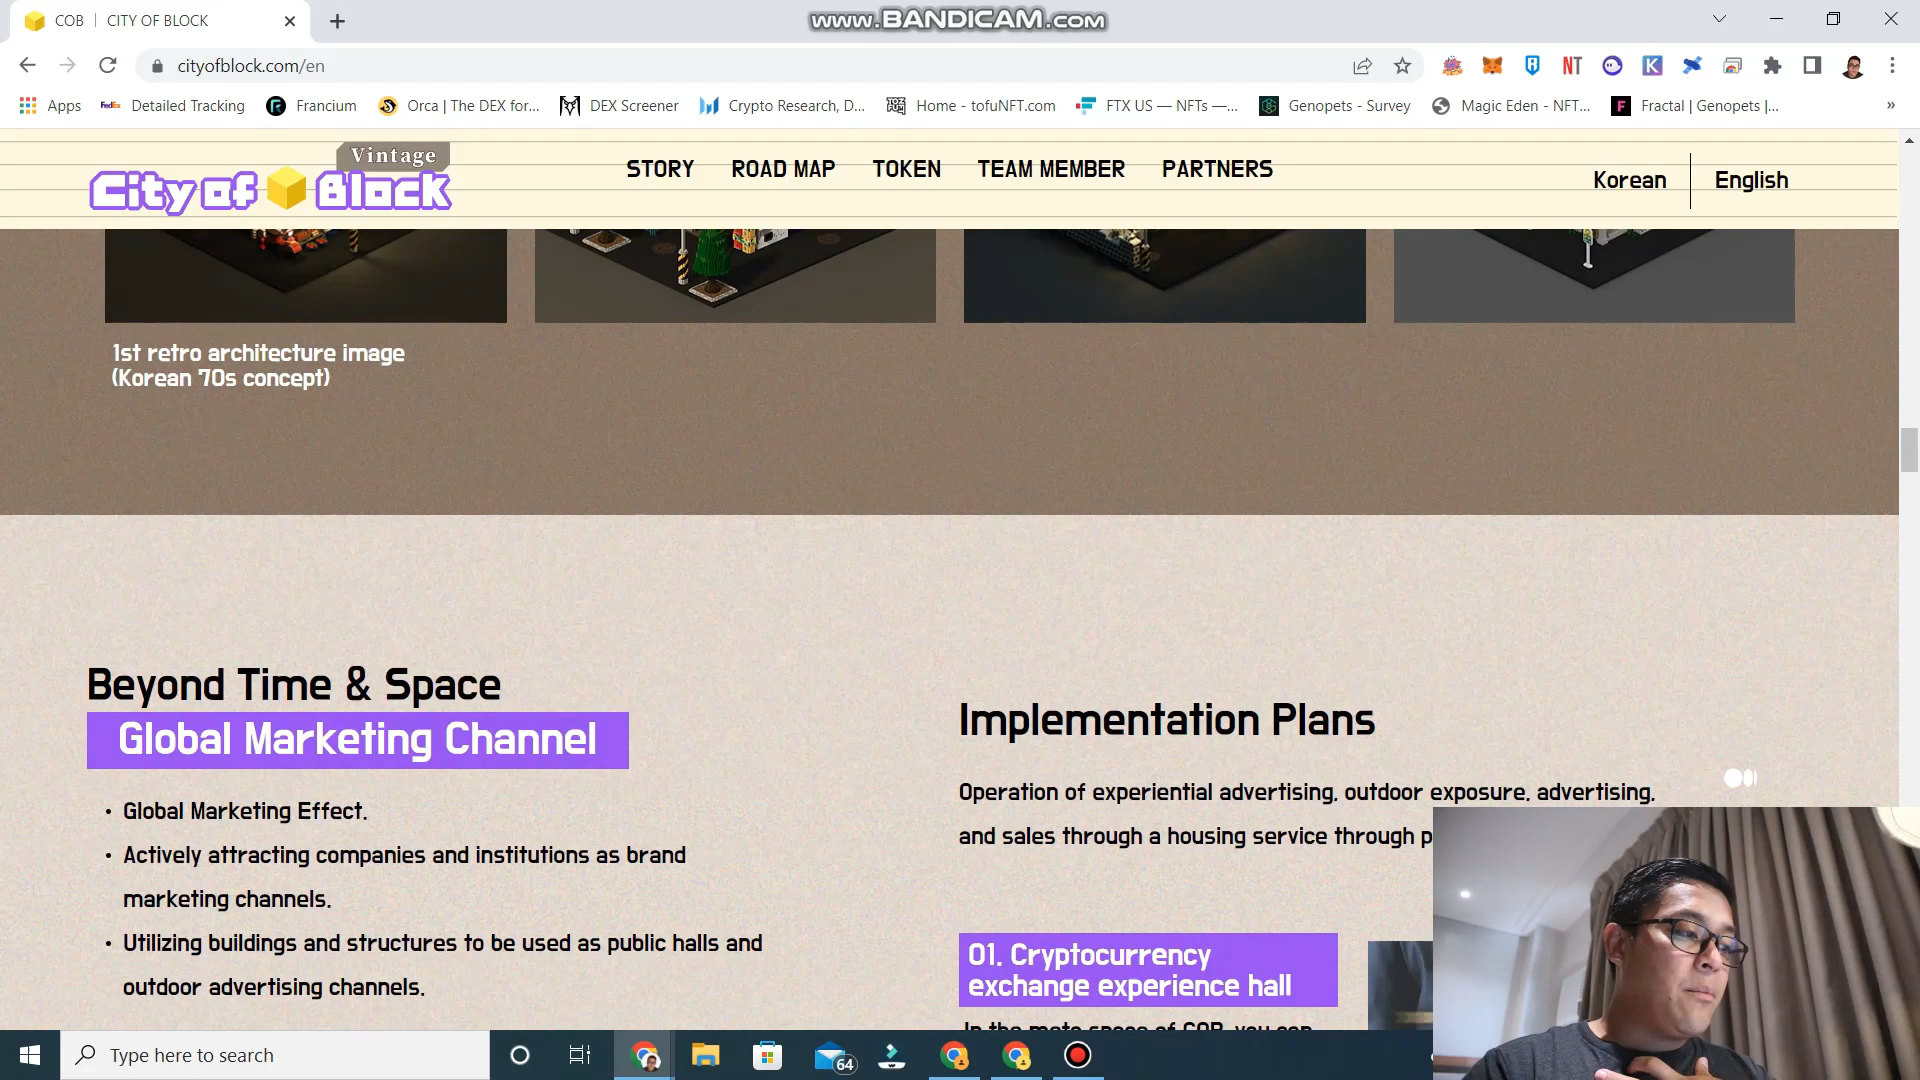 COB | CITY OF BLOCK
www.BANDICAM.com
cityofblock.com/en
NT
K
Apps
FedEx Detailed Tracking
Francium
Orca | The DEX for...
DEX Screener
Crypto Research, D...
Home - tofuNFT.com
FTX US — NFTs —...
Genopets - Survey
Magic Eden - NFT...
F Fractal | Genopets |...
»
Vintage
City of Block
STORY
ROAD MAP
TOKEN
TEAM MEMBER
PARTNERS
Korean
English
1st retro architecture image
(Korean 70s concept)
Beyond Time & Space
Global Marketing Channel
• Global Marketing Effect.
• Actively attracting companies and institutions as brand
marketing channels.
• Utilizing buildings and structures to be used as public halls and
outdoor advertising channels.
Implementation Plans
Operation of experiential advertising, outdoor exposure, advertising,
and sales through a housing service through p
01. Cryptocurrency
exchange experience hall
In the meta space of COB, you can
Type here to search
64